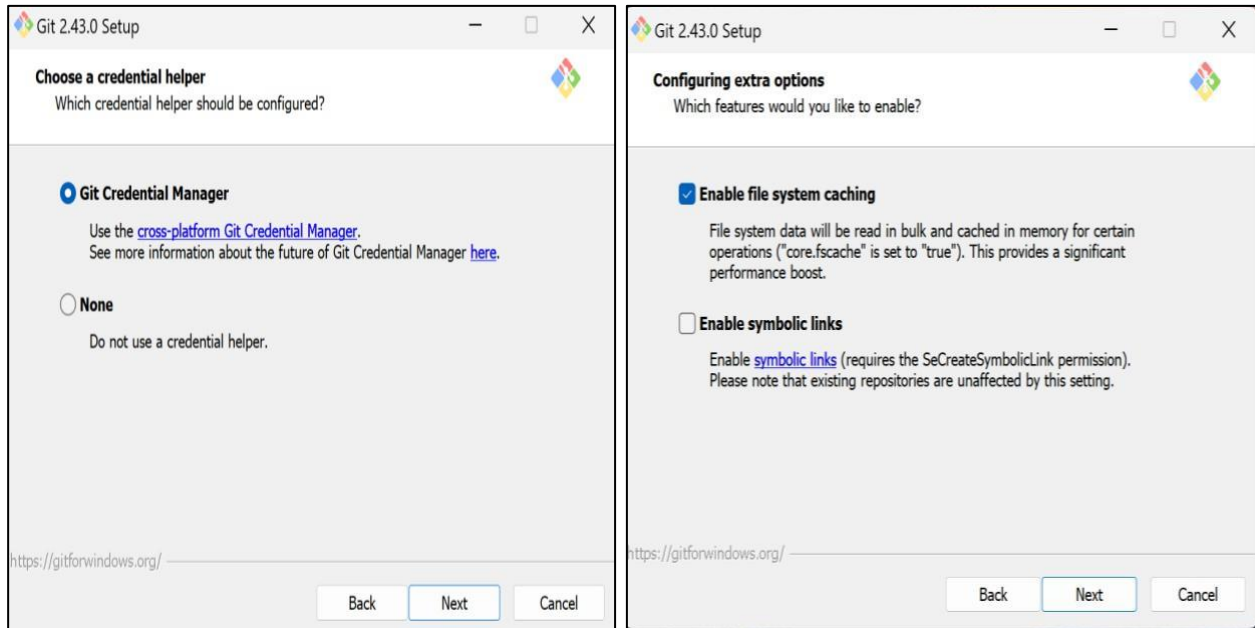 Git 2.43.0 Setup
Choose a credential helper
Which credential helper should be configured?
Git Credential Manager
Use the cross-platform Git Credential Manager.
See more information about the future of Git Credential Manager here.
None
Do not use a credential helper.
https://gitforwindows.org/
Back Next Cancel
Git 2.43.0 Setup
Configuring extra options
Which features would you like to enable?
Enable file system caching
File system data will be read in bulk and cached in memory for certain
operations ("core.fscache" is set to "true"). This provides a significant
performance boost.
Enable symbolic links
Enable symbolic links (requires the SeCreateSymbolicLink permission).
Please note that existing repositories are unaffected by this setting.
https://gitforwindows.org/
Back Next Cancel